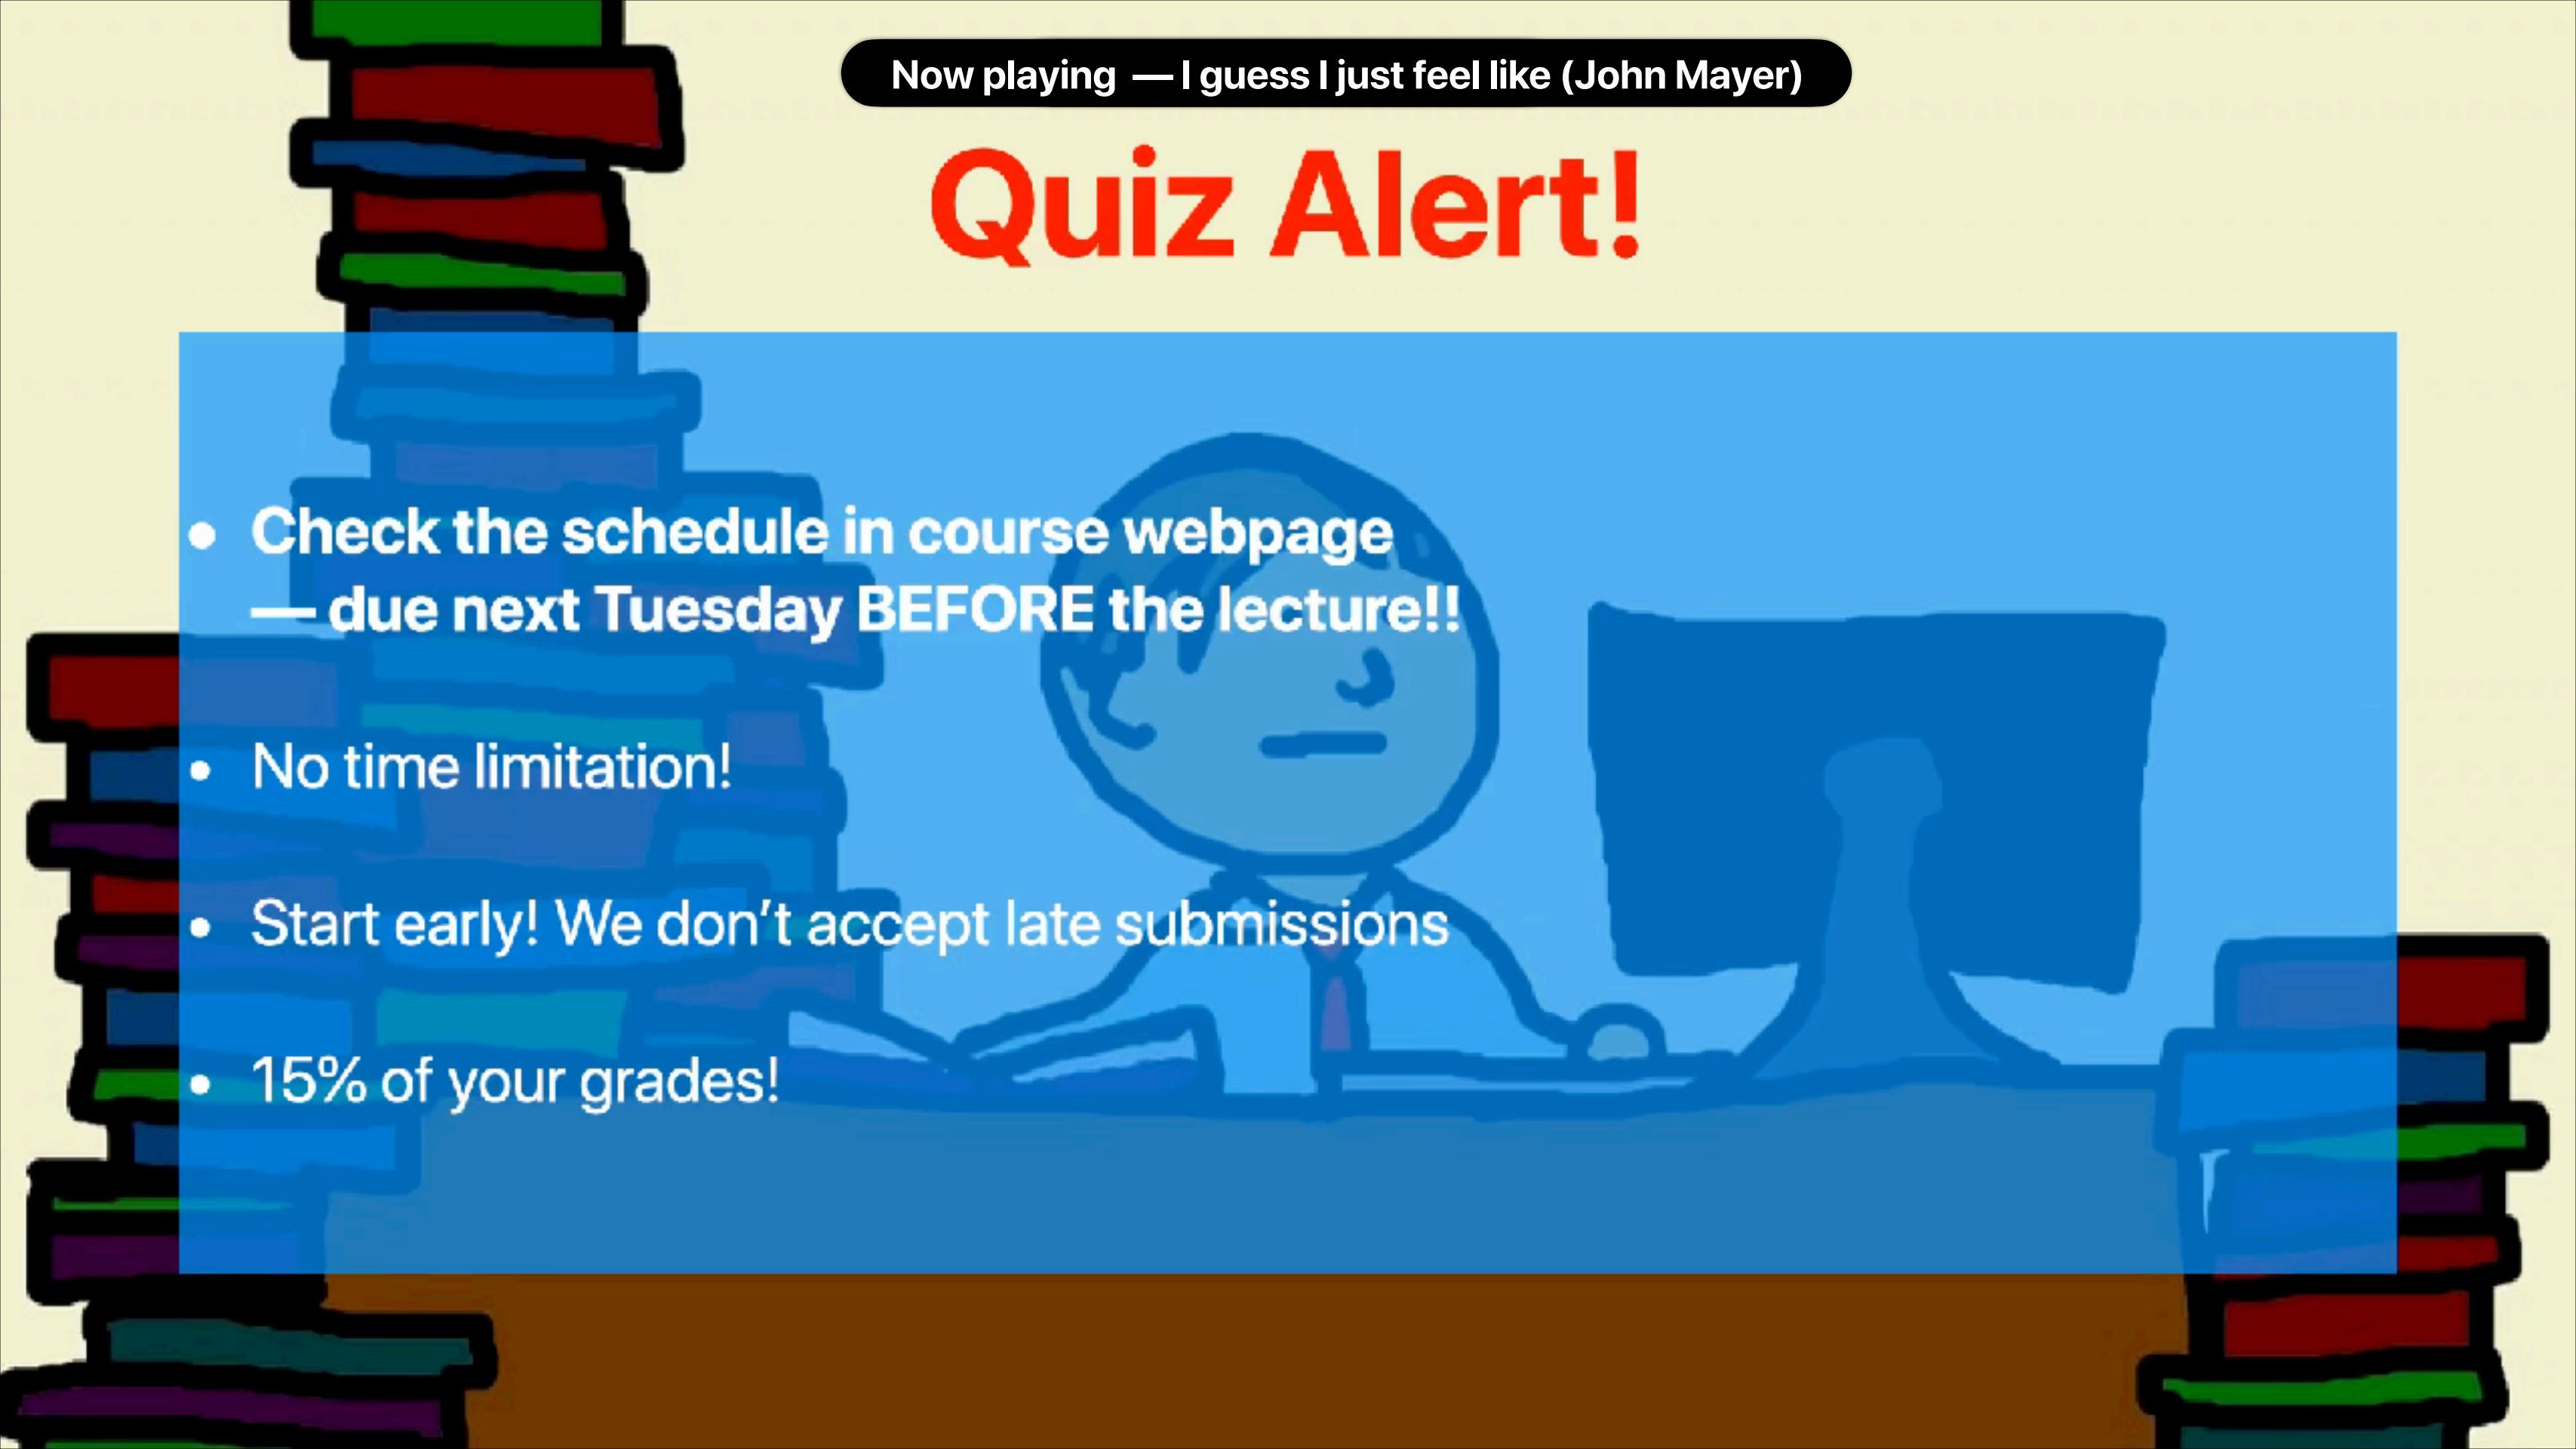 Now playing — I guess I just feel like (John Mayer)
Quiz Alert!
• Check the schedule in course webpage
— due next Tuesday BEFORE the lecture!!
• No time limitation!
• Start early! We don’t accept late submissions
• 15% of your grades!